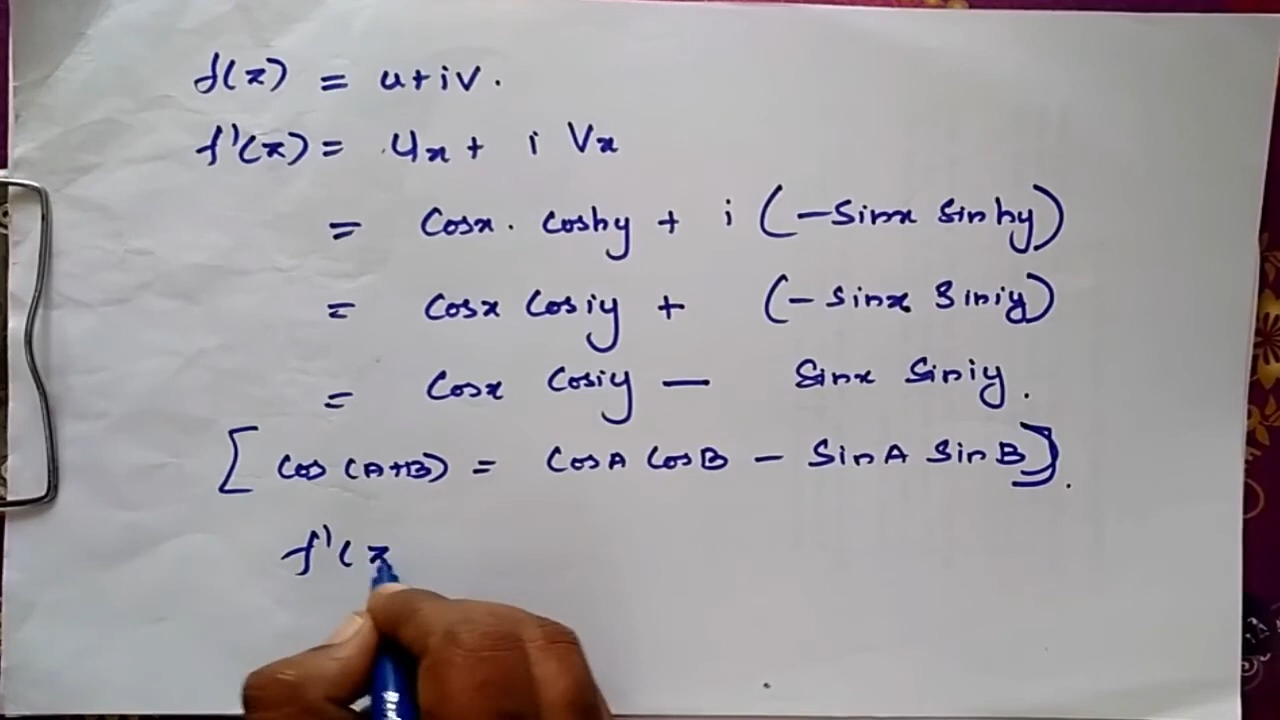 f(z) = u+iv.
f'(z) = ux + i vx
= cosx. coshy + i (-sinx sinhy)
= cosx cosiy + (-sinx siniy)
= cosx cosiy — sinx siniy.
[cos (A+B) = cosA cosB - sinA sinB].
f'(z